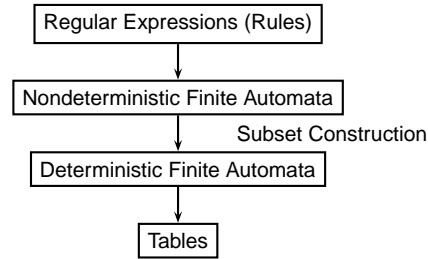 Regular Expressions (Rules)
Nondeterministic Finite Automata
Subset Construction
Deterministic Finite Automata
Tables